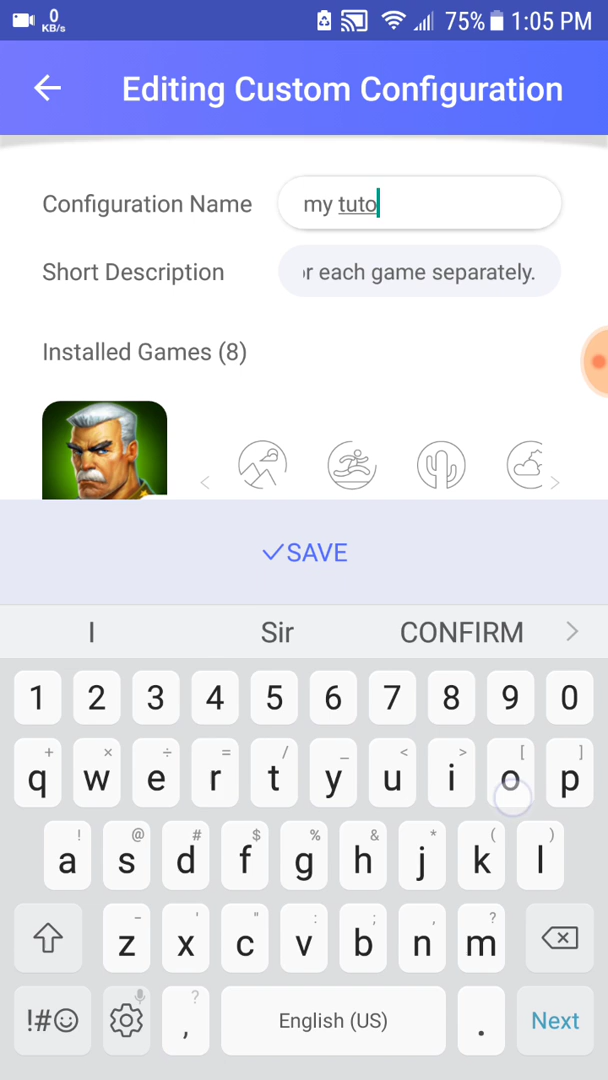 0 KB/s 75% 1:05 PM
Editing Custom Configuration
Configuration Name my tuto
Short Description or each game separately.
Installed Games (8)
SAVE
I Sir CONFIRM
1 2 3 4 5 6 7 8 9 0
+ × ÷ = / _ < > [ ]
q w e r t y u i o p
! @ # $ % & * ( )
a s d f g h j k l
- ' " : ; , ?
z x c v b n m
!#☺ , ? English (US) . Next